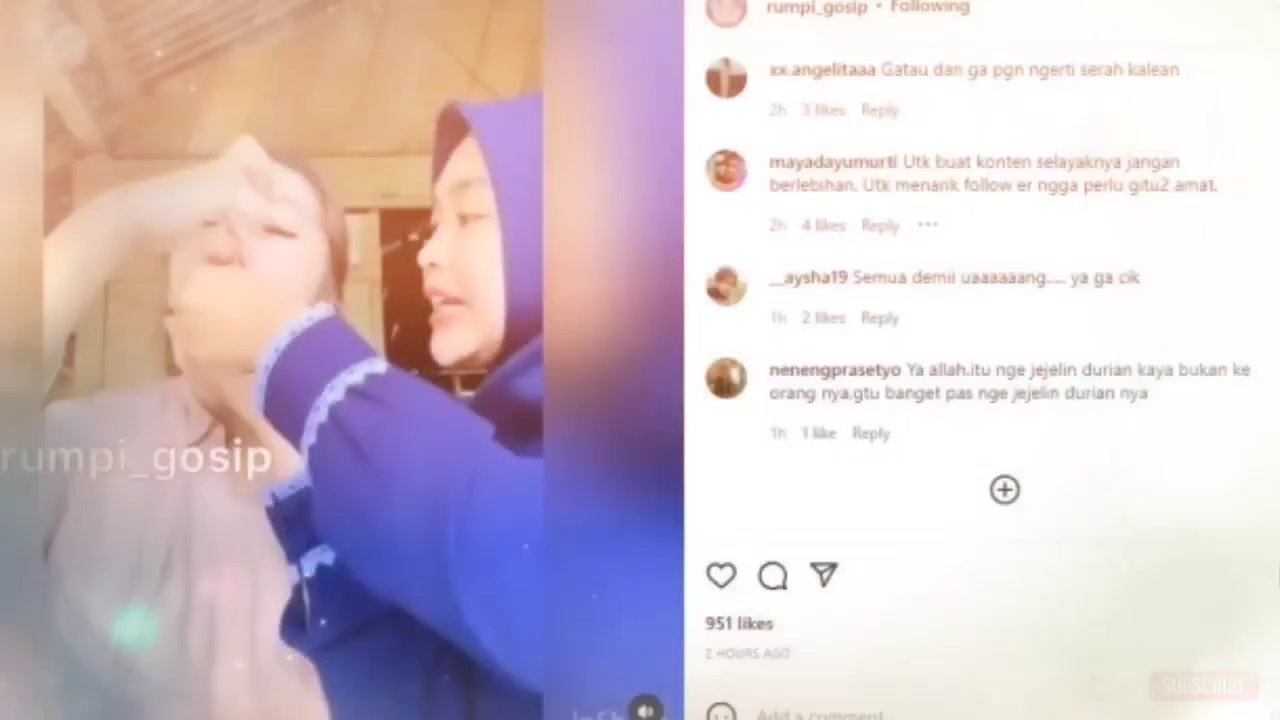 rumpi_gosip • Following
xx.angelitaaa Gatau dan ga pgn ngerti serah kalean
2h 3 likes Reply
mayadayumurti Utk buat konten selayaknya jangan
berlebihan. Utk menarik follow er ngga perlu gitu2 amat.
2h 4 likes Reply ...
__aysha19 Semua demii uaaaaaang.... ya ga cik
1h 2 likes Reply
nenengprasetyo Ya allah.itu nge jejelin durian kaya bukan ke
orang nya,gtu banget pas nge jejelin durian nya
1h 1 like Reply
rumpi_gosip
951 likes
2 HOURS AGO
SUBSCRIBE
Add a comment